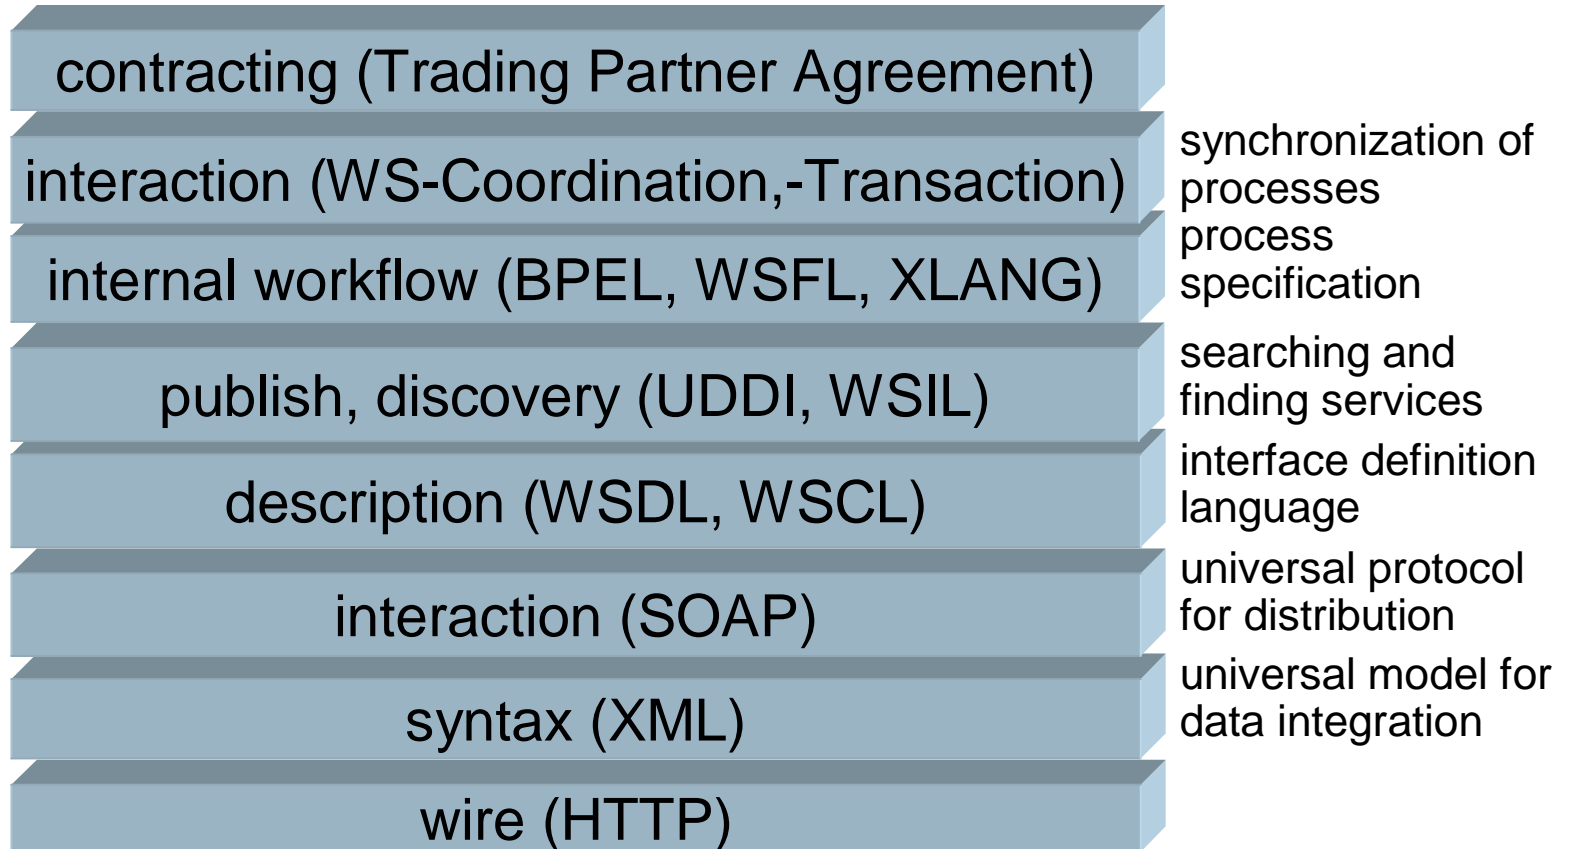 contracting (Trading Partner Agreement)
interaction (WS-Coordination,-Transaction)
synchronization of
processes
internal workflow (BPEL, WSFL, XLANG)
process
specification
publish, discovery (UDDI, WSIL)
searching and
finding services
description (WSDL, WSCL)
interface definition
language
interaction (SOAP)
universal protocol
for distribution
syntax (XML)
universal model for
data integration
wire (HTTP)